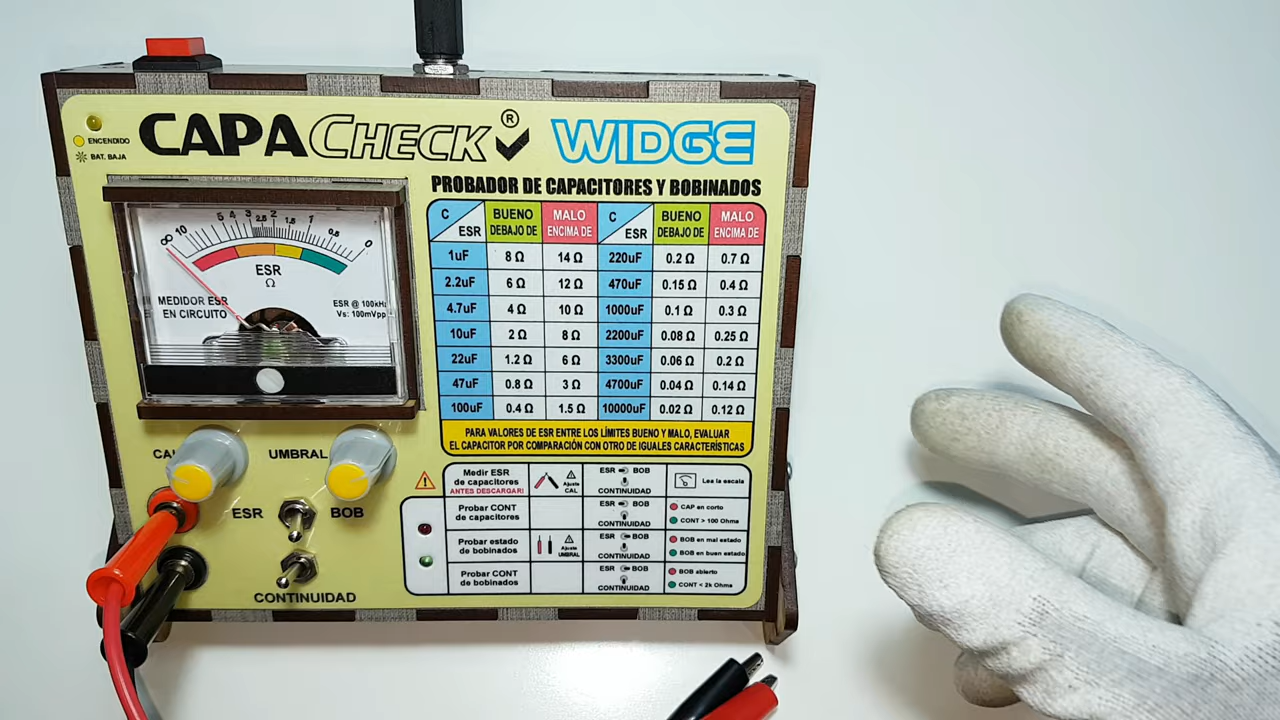 CAPACHECK ® WIDGE
ENCENDIDO
BAT. BAJA
PROBADOR DE CAPACITORES Y BOBINADOS
∞ 10 5 4 3 2.5 2 1.5 1 0.5 0
ESR
Ω
MEDIDOR ESR
EN CIRCUITO
ESR @ 100kHz
Vs: 100mVpp
C ESR BUENO DEBAJO DE MALO ENCIMA DE C ESR BUENO DEBAJO DE MALO ENCIMA DE
1uF 8 Ω 14 Ω 220uF 0.2 Ω 0.7 Ω
2.2uF 6 Ω 12 Ω 470uF 0.15 Ω 0.4 Ω
4.7uF 4 Ω 10 Ω 1000uF 0.1 Ω 0.3 Ω
10uF 2 Ω 8 Ω 2200uF 0.08 Ω 0.25 Ω
22uF 1.2 Ω 6 Ω 3300uF 0.06 Ω 0.2 Ω
47uF 0.8 Ω 3 Ω 4700uF 0.04 Ω 0.14 Ω
100uF 0.4 Ω 1.5 Ω 10000uF 0.02 Ω 0.12 Ω
PARA VALORES DE ESR ENTRE LOS LÍMITES BUENO Y MALO, EVALUAR
EL CAPACITOR POR COMPARACIÓN CON OTRO DE IGUALES CARACTERÍSTICAS
UMBRAL
ESR BOB
CONTINUIDAD
Medir ESR
de capacitores
ANTES DESCARGAR!
Ajuste
CAL
ESR BOB
CONTINUIDAD
Lea la escala
Probar CONT
de capacitores
ESR BOB
CONTINUIDAD
CAP en corto
CONT > 100 Ohms
Probar estado
de bobinados
Ajuste
UMBRAL
ESR BOB
CONTINUIDAD
BOB en mal estado
BOB en buen estado
Probar CONT
de bobinados
ESR BOB
CONTINUIDAD
BOB abierto
CONT < 2k Ohms